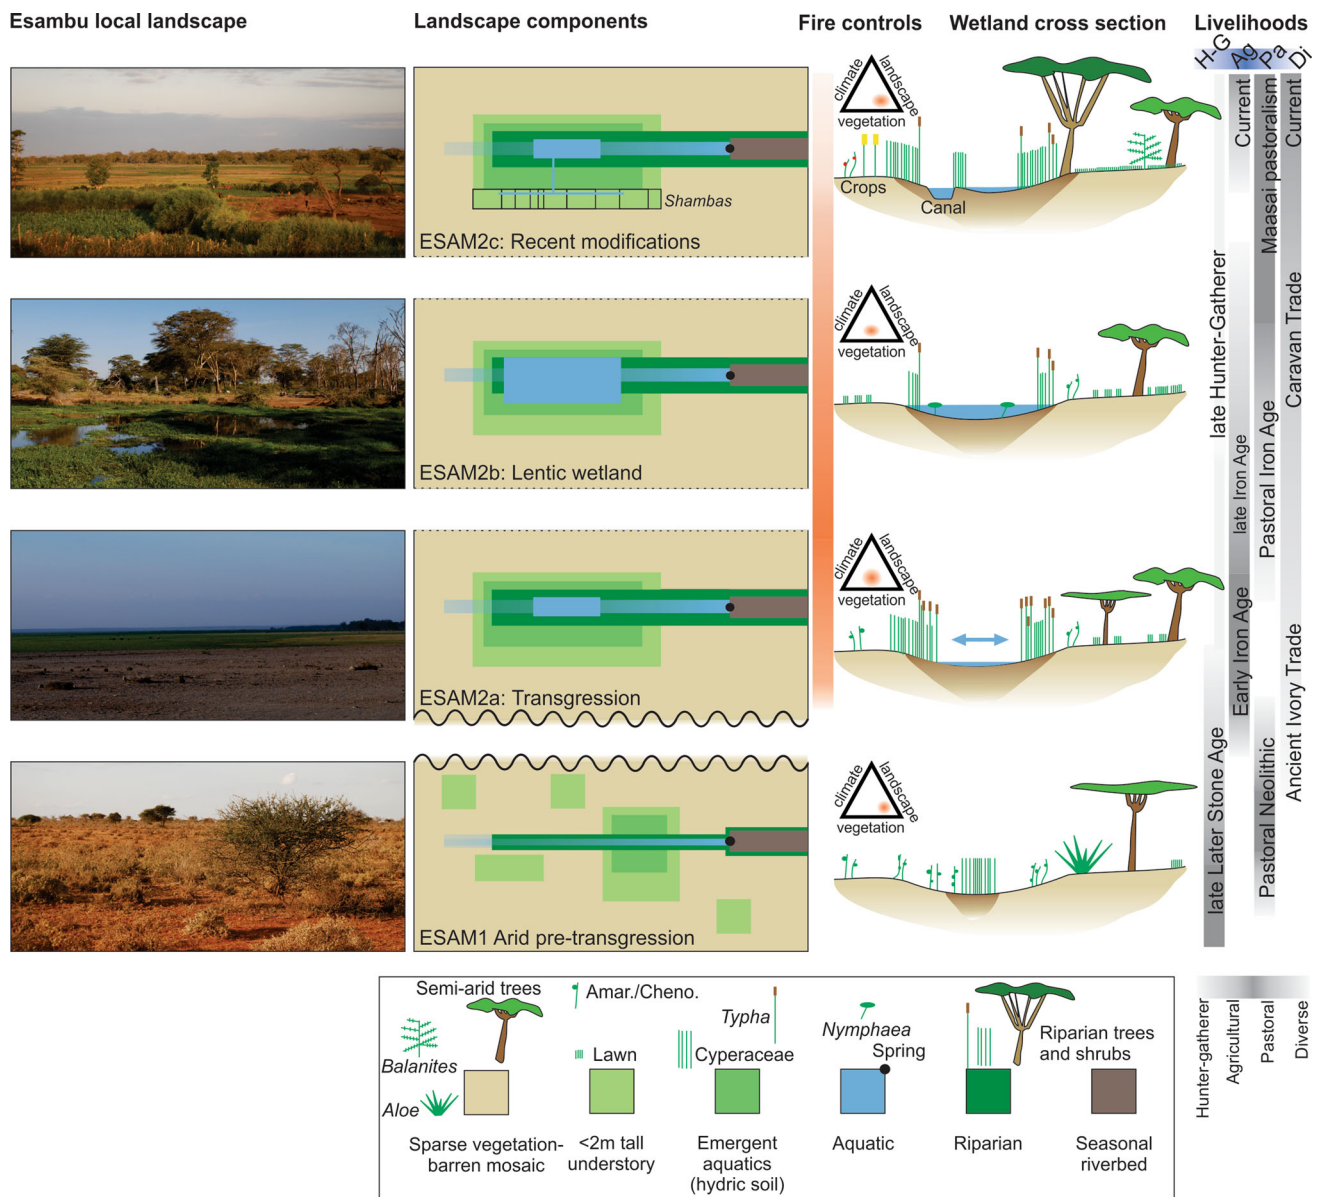 Esambu local landscape
Landscape components
Fire controls
Wetland cross section
Livelihoods
H-G
Ag
Pa
Di
climate
landscape
vegetation
Crops
Canal
Shambas
ESAM2c: Recent modifications
climate
landscape
vegetation
ESAM2b: Lentic wetland
climate
landscape
vegetation
ESAM2a: Transgression
climate
landscape
vegetation
ESAM1 Arid pre-transgression
late Hunter-Gatherer
late Later Stone Age
Current
late Iron Age
Early Iron Age
Maasai pastoralism
Pastoral Iron Age
Pastoral Neolithic
Current
Caravan Trade
Ancient Ivory Trade
Semi-arid trees
Balanites
Aloe
Sparse vegetation-
barren mosaic
Amar./Cheno.
Lawn
<2m tall
understory
Typha
Cyperaceae
Emergent
aquatics
(hydric soil)
Nymphaea
Spring
Aquatic
Riparian trees
and shrubs
Riparian
Seasonal
riverbed
Hunter-gatherer
Agricultural
Pastoral
Diverse